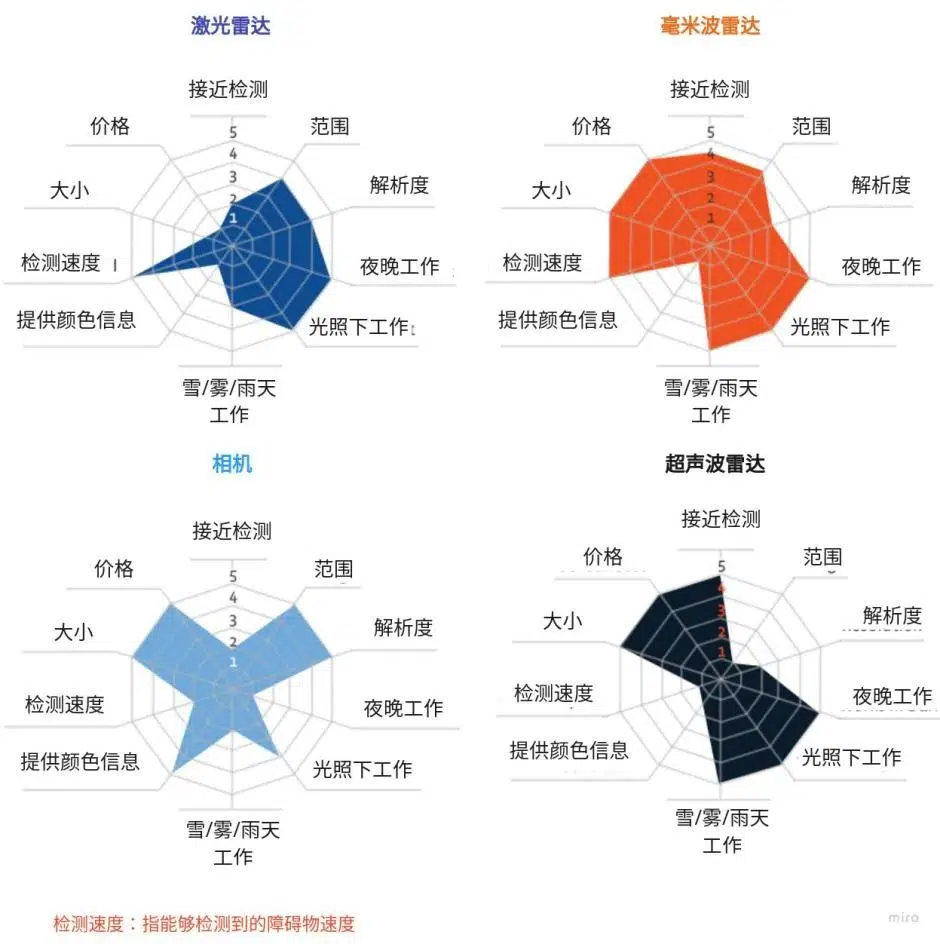 激光雷达
接近检测
价格
范围
5
4
3
2
1
大小
解析度
检测速度
夜晚工作
提供颜色信息
光照下工作
雪/雾/雨天
工作
毫米波雷达
接近检测
价格
范围
5
4
3
2
1
大小
解析度
检测速度
夜晚工作
提供颜色信息
光照下工作
雪/雾/雨天
工作
相机
接近检测
价格
范围
5
4
3
2
1
大小
解析度
检测速度
夜晚工作
提供颜色信息
光照下工作
雪/雾/雨天
工作
超声波雷达
接近检测
价格
范围
5
4
3
2
1
大小
解析度
检测速度
夜晚工作
提供颜色信息
光照下工作
雪/雾/雨天
工作
检测速度：指能够检测到的障碍物速度
miro